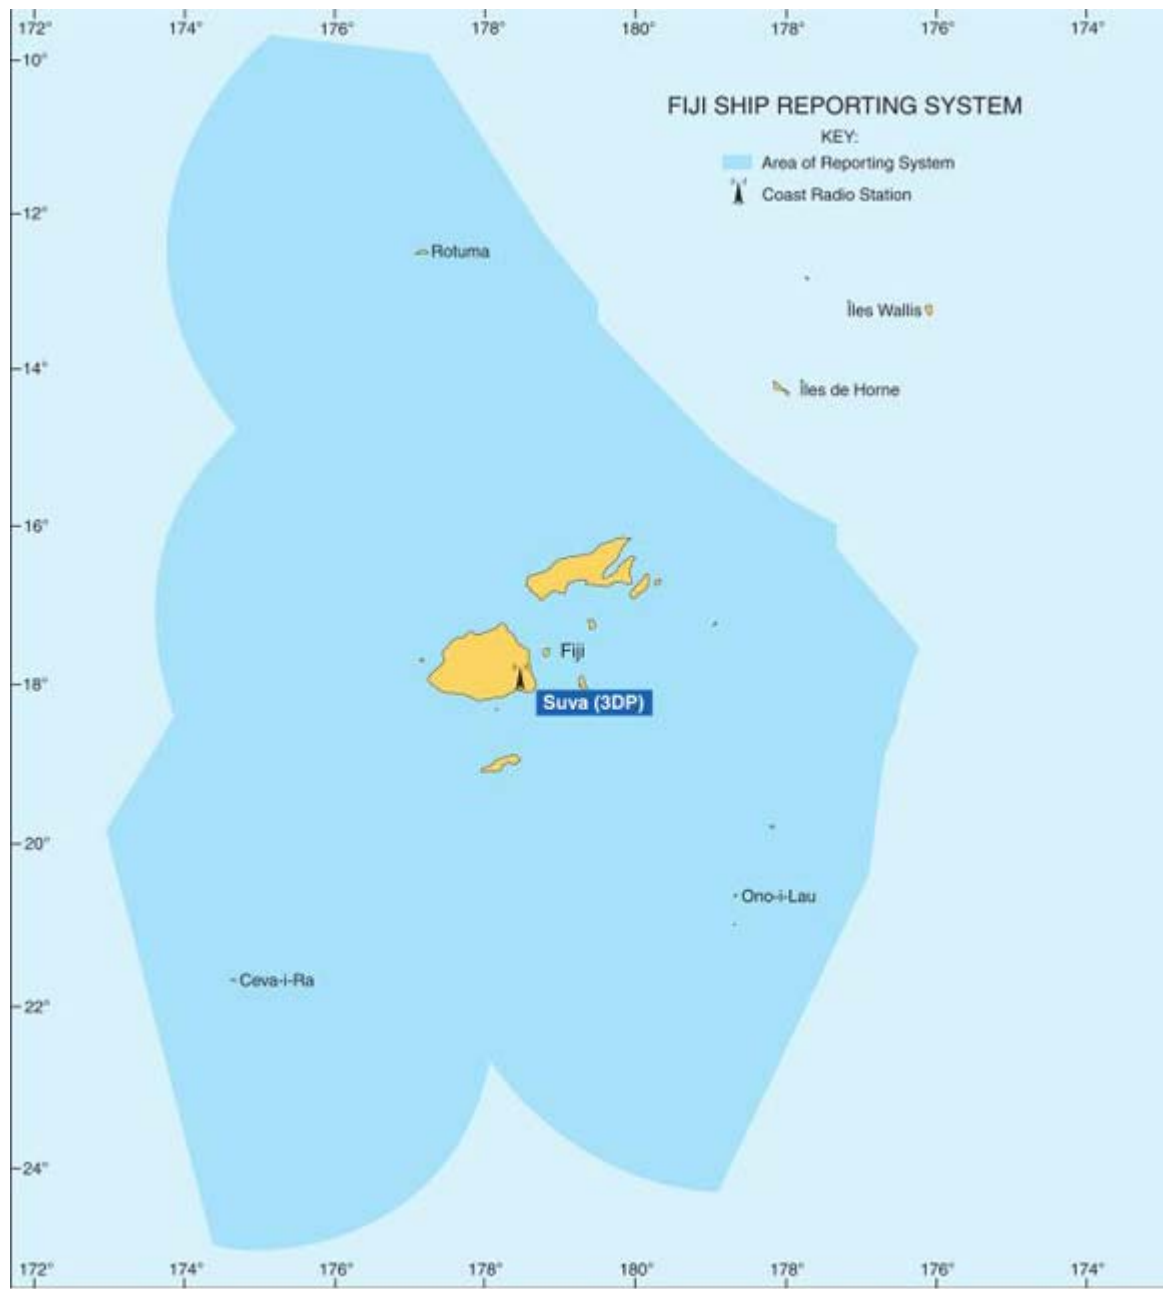 172° 174° 176° 178° 180° 178° 176° 174°
10°
FIJI SHIP REPORTING SYSTEM
KEY:
Area of Reporting System
Coast Radio Station
12°
Rotuma
Îles Wallis
14°
Îles de Horne
16°
Fiji
18°
Suva (3DP)
20°
Ono-i-Lau
Ceva-i-Ra
22°
24°
172° 174° 176° 178° 180° 178° 176° 174°